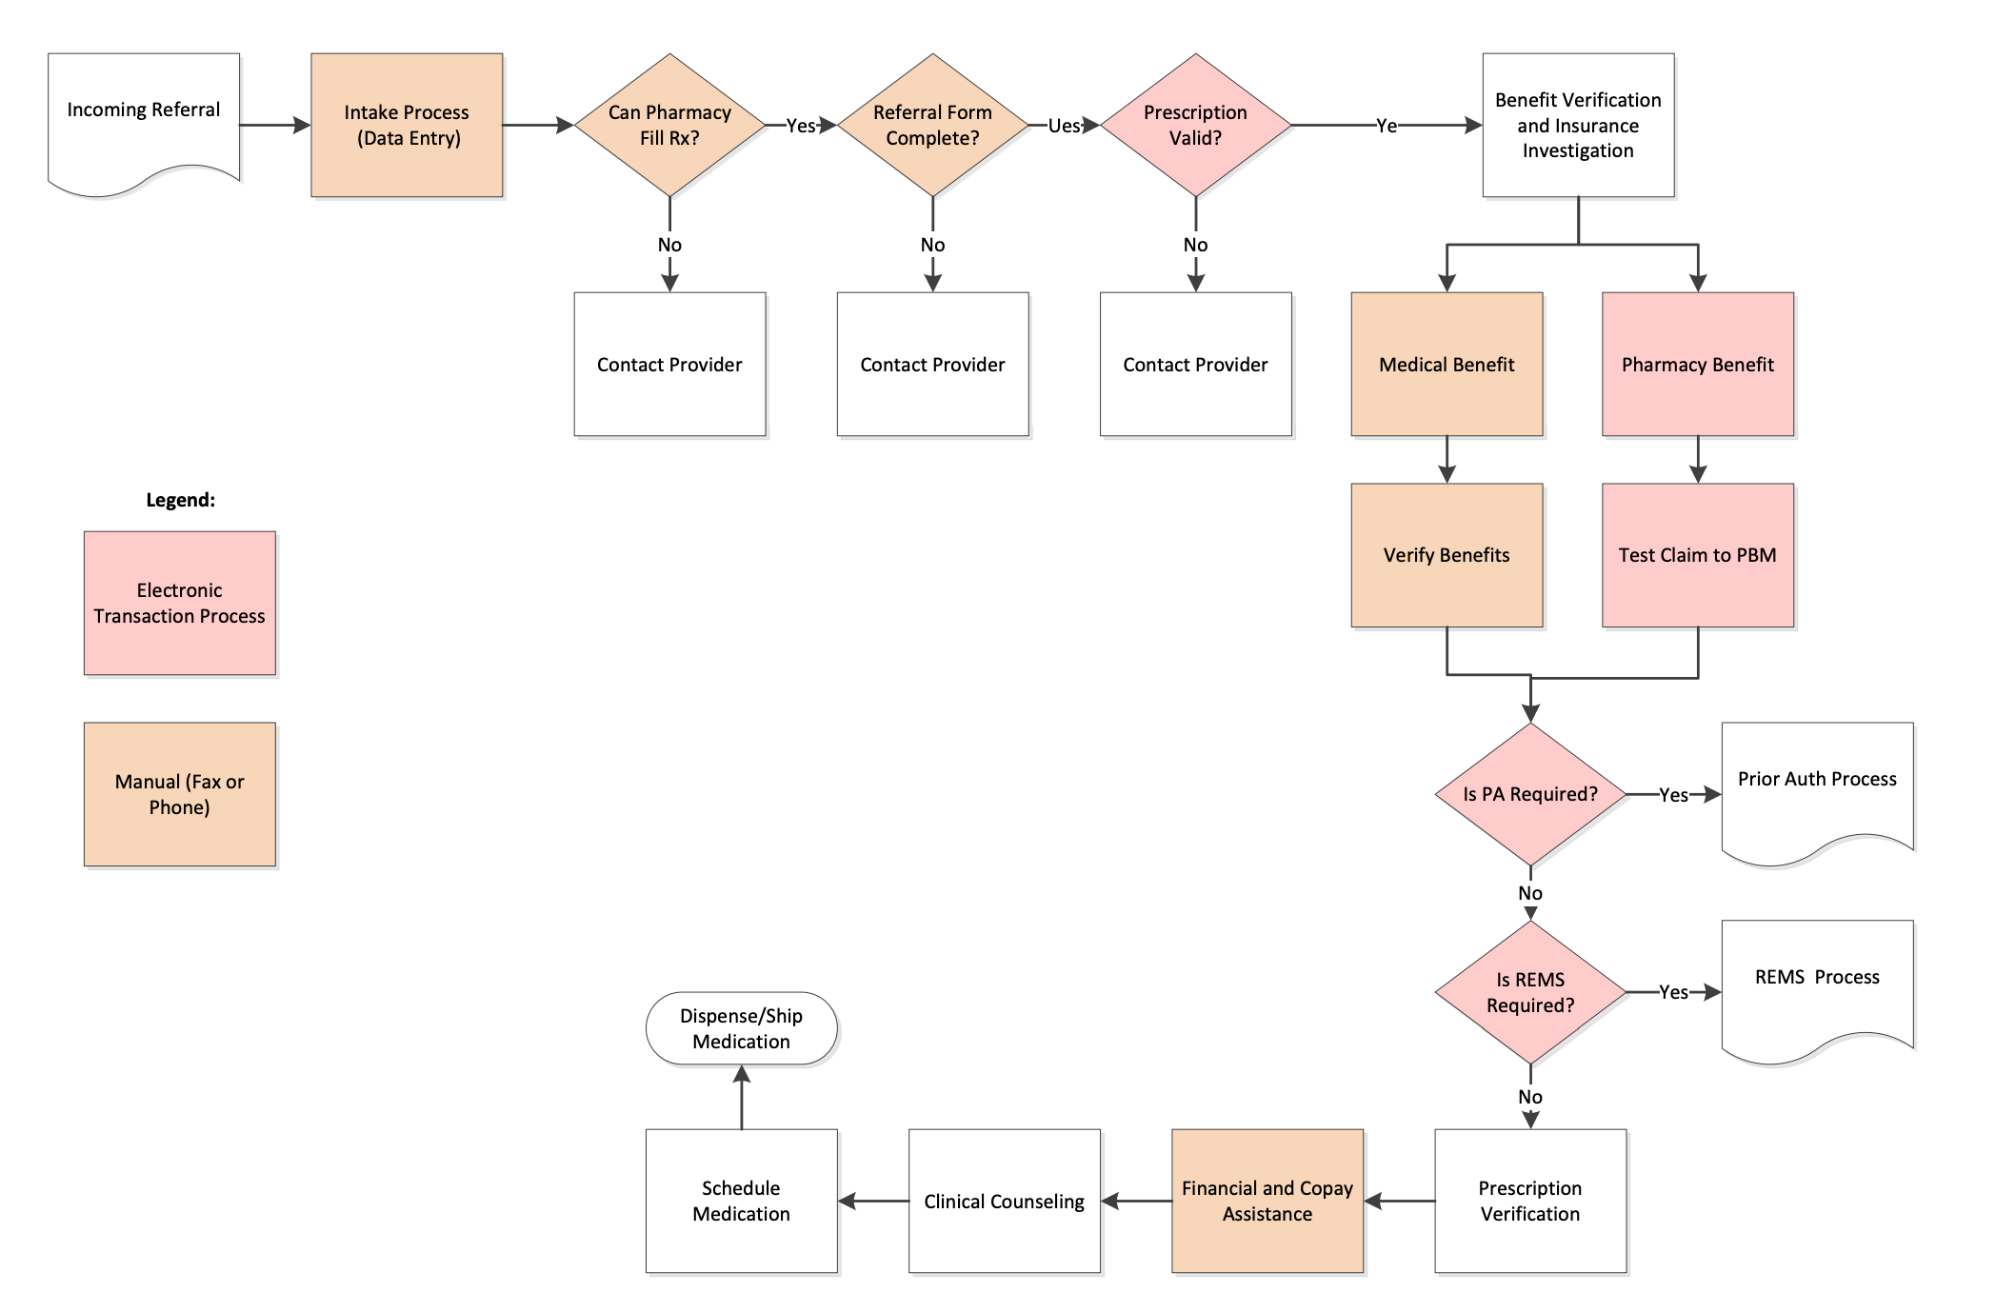 Incoming Referral
Intake Process
(Data Entry)
Can Pharmacy
Fill Rx?
Yes
Referral Form
Complete?
Ues
Prescription
Valid?
Ye
Benefit Verification
and Insurance
Investigation
No
No
No
Contact Provider
Contact Provider
Contact Provider
Medical Benefit
Pharmacy Benefit
Legend:
Electronic
Transaction Process
Manual (Fax or
Phone)
Verify Benefits
Test Claim to PBM
Is PA Required?
Yes
Prior Auth Process
No
Is REMS
Required?
Yes
REMS  Process
No
Prescription
Verification
Financial and Copay
Assistance
Clinical Counseling
Schedule
Medication
Dispense/Ship
Medication